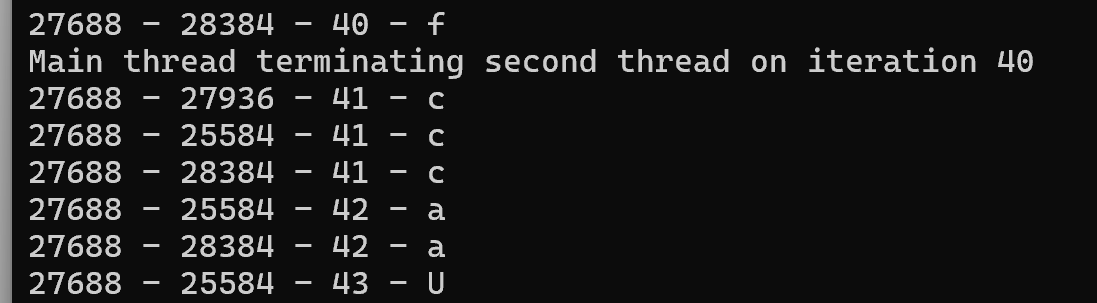 27688 - 28384 - 40 - f
Main thread terminating second thread on iteration 40
27688 - 27936 - 41 - c
27688 - 25584 - 41 - c
27688 - 28384 - 41 - c
27688 - 25584 - 42 - a
27688 - 28384 - 42 - a
27688 - 25584 - 43 - U